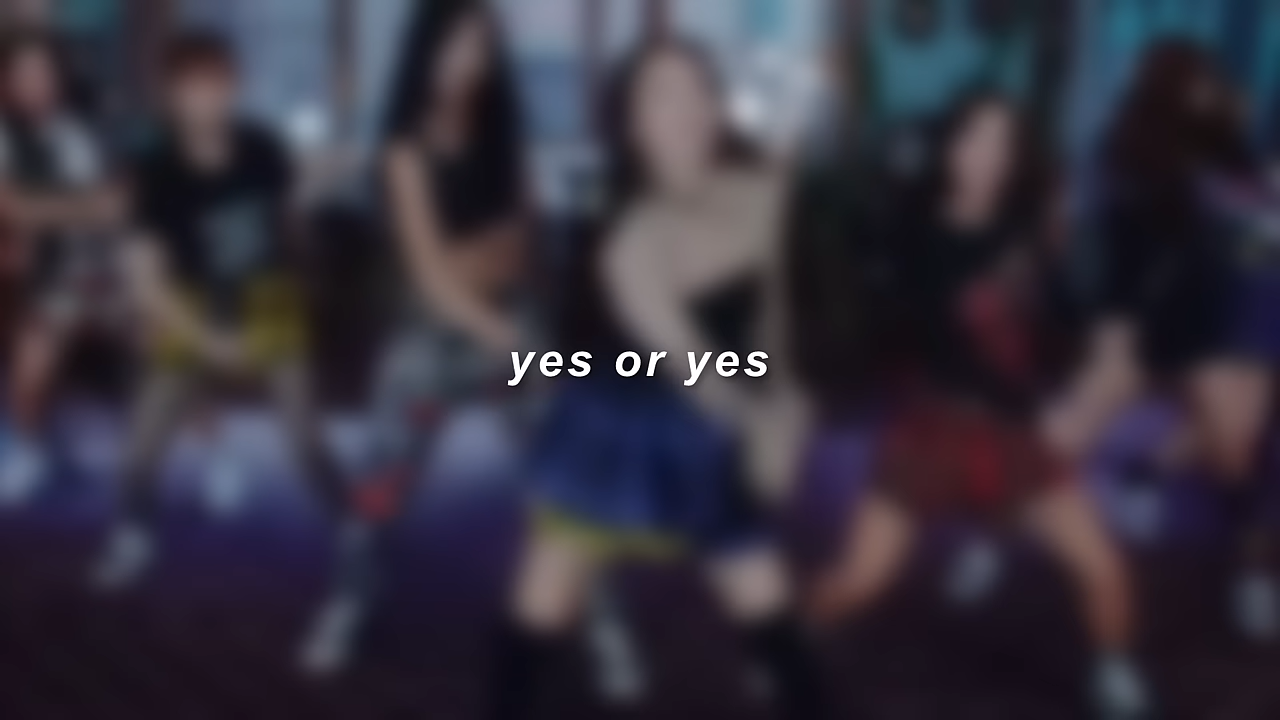 yes or yes